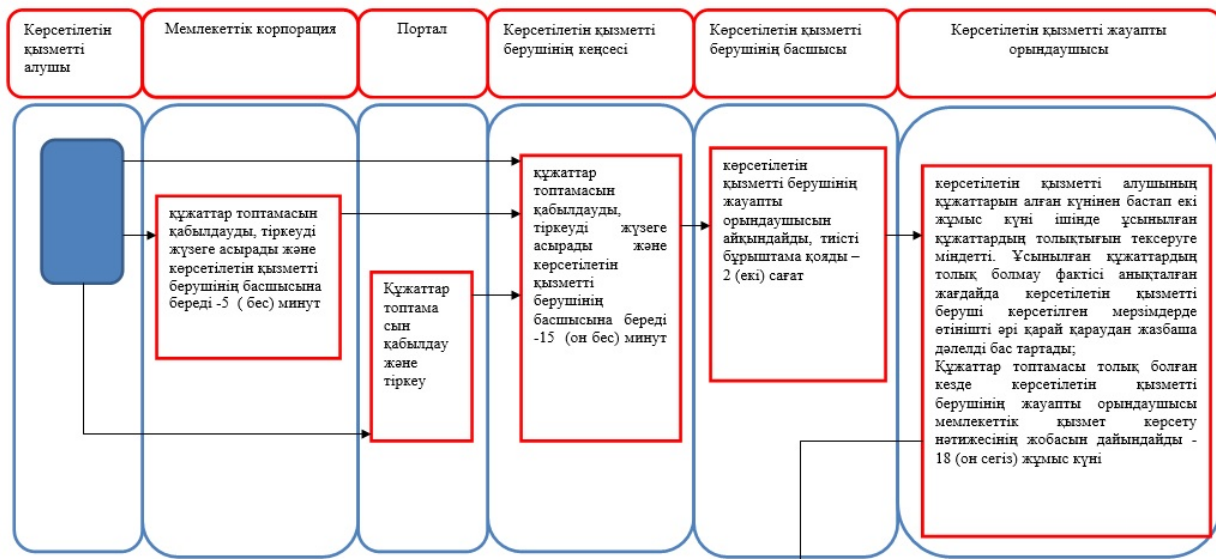 Көрсетілетін
қызметті
алушы
Мемлекеттік корпорация
Портал
Көрсетілетін қызметті
берушінің кеңсесі
Көрсетілетін қызметті
берушінің басшысы
Көрсетілетін қызметті жауапты
орындаушысы
құжаттар топтамасын
қабылдауды, тіркеуді
жүзеге асырады және
көрсетілетін қызметті
берушінің басшысына
береді -5 ( бес) минут
Құжаттар
топтама
сын
қабылдау
және
тіркеу
құжаттар
топтамасын
қабылдауды,
тіркеуді жүзеге
асырады және
көрсетілетін
қызметті
берушінің
басшысына береді
-15 (он бес) минут
көрсетілетін
қызметті берушінің
жауапты
орындаушысын
айқындайды, тиісті
бұрыштама қояды –
2 (екі) сағат
көрсетілетін қызметті алушының
құжаттарын алған күнінен бастап екі
жұмыс күні ішінде ұсынылған
құжаттардың толықтығын тексеруге
міндетті. Ұсынылған құжаттардың
толық болмау фактісі анықталған
жағдайда көрсетілетін қызметті
беруші көрсетілген мерзімдерде
өтінішті әрі қарай қараудан жазбаша
дәлелді бас тартады;
Құжаттар топтамасы толық болған
кезде көрсетілетін қызметті
берушінің жауапты орындаушысы
мемлекеттік қызмет көрсету
нәтижесінің жобасын дайындайды -
18 (он сегіз) жұмыс күні